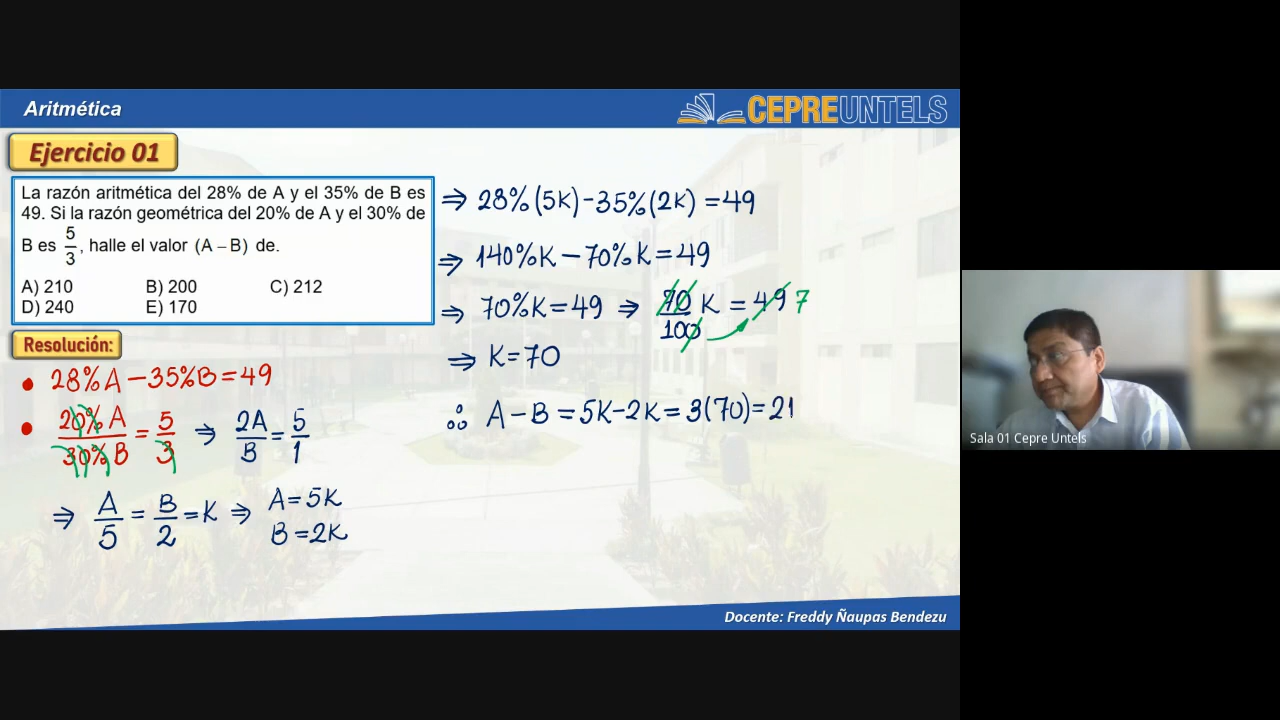 Aritmética
CEPREUNTELS
Ejercicio 01
La razón aritmética del 28% de A y el 35% de B es
49. Si la razón geométrica del 20% de A y el 30% de
B es 5/3, halle el valor (A – B) de.
A) 210 B) 200 C) 212
D) 240 E) 170
Resolución:
• 28%A – 35%B = 49
• 20%A/30%B = 5/3 ⇒ 2A/B = 5/1
⇒ A/5 = B/2 = K ⇒ A = 5K
B = 2K
⇒ 28%(5K) – 35%(2K) = 49
⇒ 140%K – 70%K = 49
⇒ 70%K = 49 ⇒ 70/100 K = 49 7
⇒ K = 70
∴ A – B = 5K – 2K = 3(70) = 21
Docente: Freddy Ñaupas Bendezu
Sala 01 Cepre Untels